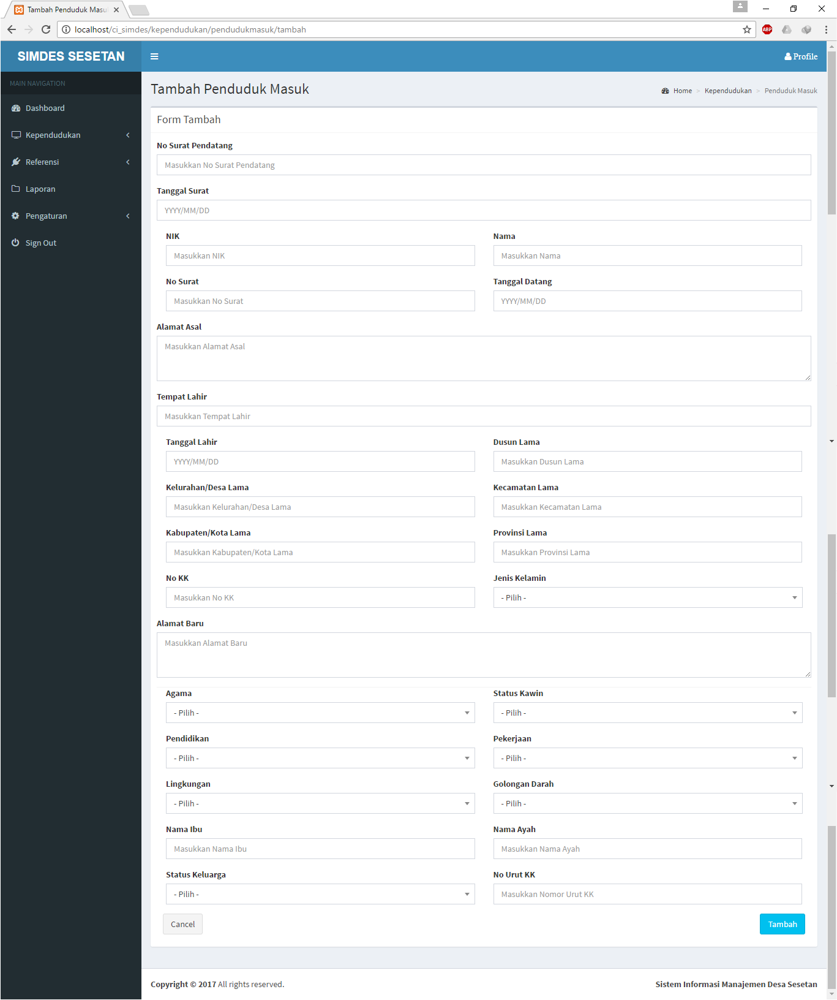 Tambah Penduduk Masu
localhost/ci_simdes/kependudukan/pendudukmasuk/tambah
ABP
SIMDES SESETAN
Profile
MAIN NAVIGATION
Dashboard
Kependudukan
Referensi
Laporan
Pengaturan
Sign Out
Tambah Penduduk Masuk
Home > Kependudukan > Penduduk Masuk
Form Tambah
No Surat Pendatang
Masukkan No Surat Pendatang
Tanggal Surat
YYYY/MM/DD
NIK Nama
Masukkan NIK Masukkan Nama
No Surat Tanggal Datang
Masukkan No Surat YYYY/MM/DD
Alamat Asal
Masukkan Alamat Asal
Tempat Lahir
Masukkan Tempat Lahir
Tanggal Lahir Dusun Lama
YYYY/MM/DD Masukkan Dusun Lama
Kelurahan/Desa Lama Kecamatan Lama
Masukkan Kelurahan/Desa Lama Masukkan Kecamatan Lama
Kabupaten/Kota Lama Provinsi Lama
Masukkan Kabupaten/Kota Lama Masukkan Provinsi Lama
No KK Jenis Kelamin
Masukkan No KK - Pilih -
Alamat Baru
Masukkan Alamat Baru
Agama Status Kawin
- Pilih - - Pilih -
Pendidikan Pekerjaan
- Pilih - - Pilih -
Lingkungan Golongan Darah
- Pilih - - Pilih -
Nama Ibu Nama Ayah
Masukkan Nama Ibu Masukkan Nama Ayah
Status Keluarga No Urut KK
- Pilih - Masukkan Nomor Urut KK
Cancel Tambah
Copyright © 2017 All rights reserved. Sistem Informasi Manajemen Desa Sesetan